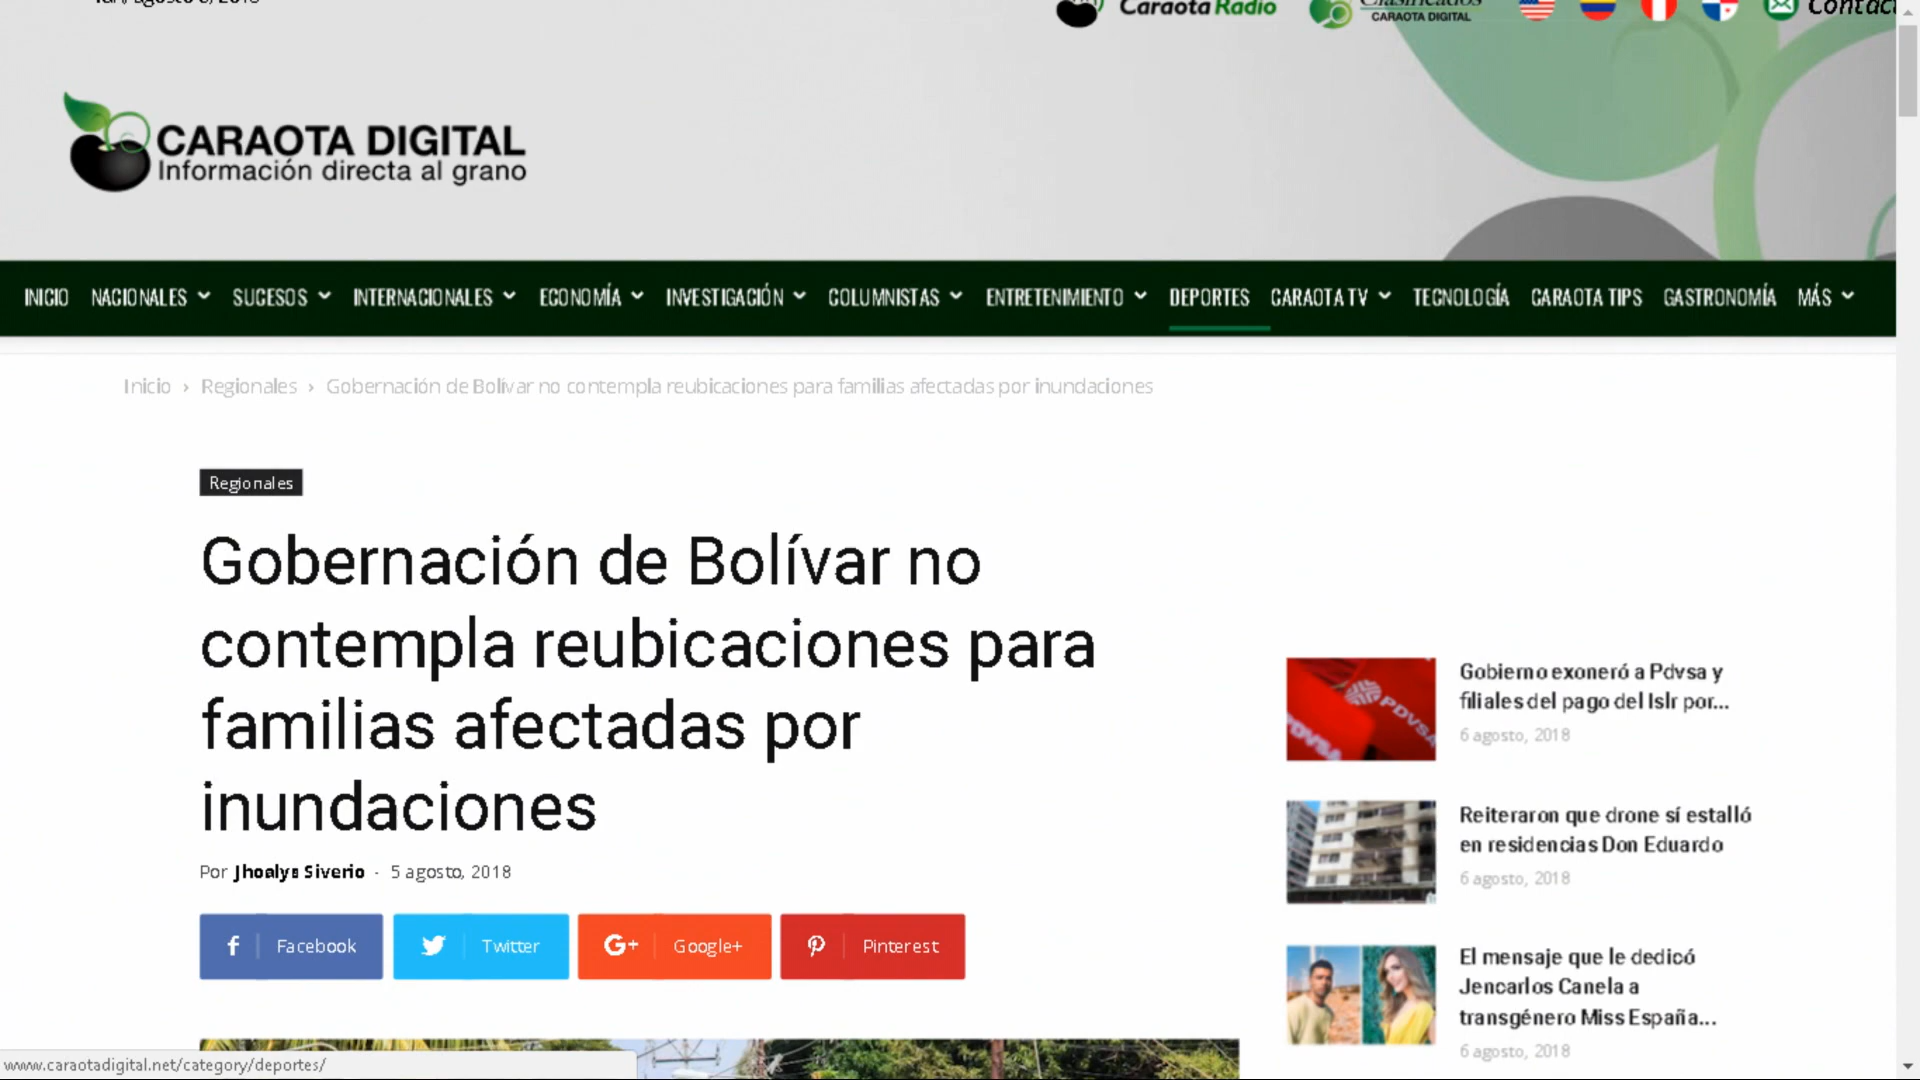 Caraota Radio
Clasificados
CARAOTA DIGITAL
CARAOTA DIGITAL
Información directa al grano
INICIO NACIONALES SUCESOS INTERNACIONALES ECONOMÍA INVESTIGACIÓN COLUMNISTAS ENTRETENIMIENTO DEPORTES CARAOTA TV TECNOLOGÍA CARAOTA TIPS GASTRONOMÍA MÁS
Inicio › Regionales › Gobernación de Bolívar no contempla reubicaciones para familias afectadas por inundaciones
Regionales
Gobernación de Bolívar no
contempla reubicaciones para
familias afectadas por
inundaciones
Por Jhoalys Siverio - 5 agosto, 2018
Facebook Twitter G+ Google+ Pinterest
PDVSA
PDVSA
Gobierno exoneró a Pdvsa y
filiales del pago del Islr por...
6 agosto, 2018
Reiteraron que drone sí estalló
en residencias Don Eduardo
6 agosto, 2018
El mensaje que le dedicó
Jencarlos Canela a
transgénero Miss España...
6 agosto, 2018
www.caraotadigital.net/category/deportes/